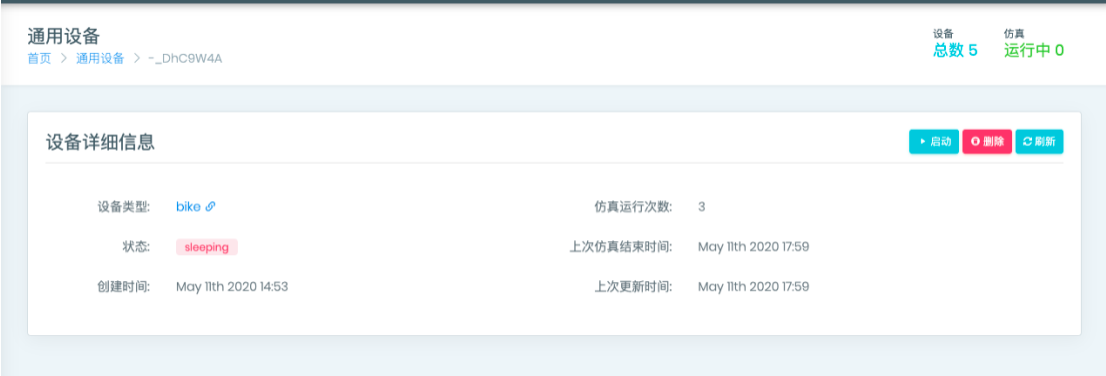 通用设备
首页 > 通用设备 > -_DhC9W4A
设备 仿真
总数 5 运行中 0
设备详细信息 启动 删除 刷新
设备类型: bike 仿真运行次数: 3
状态: sleeping 上次仿真结束时间: May 11th 2020 17:59
创建时间: May 11th 2020 14:53 上次更新时间: May 11th 2020 17:59